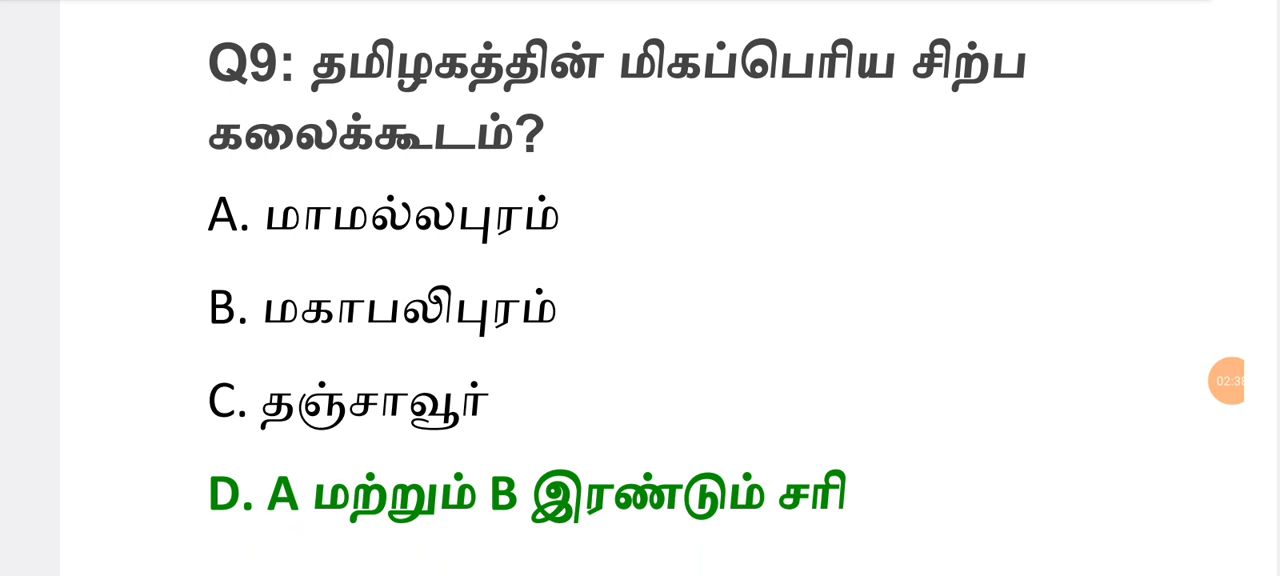 Q9: தமிழகத்தின் மிகப்பெரிய சிற்ப
கலைக்கூடம்?
A. மாமல்லபுரம்
B. மகாபலிபுரம்
C. தஞ்சாவூர்
D. A மற்றும் B இரண்டும் சரி